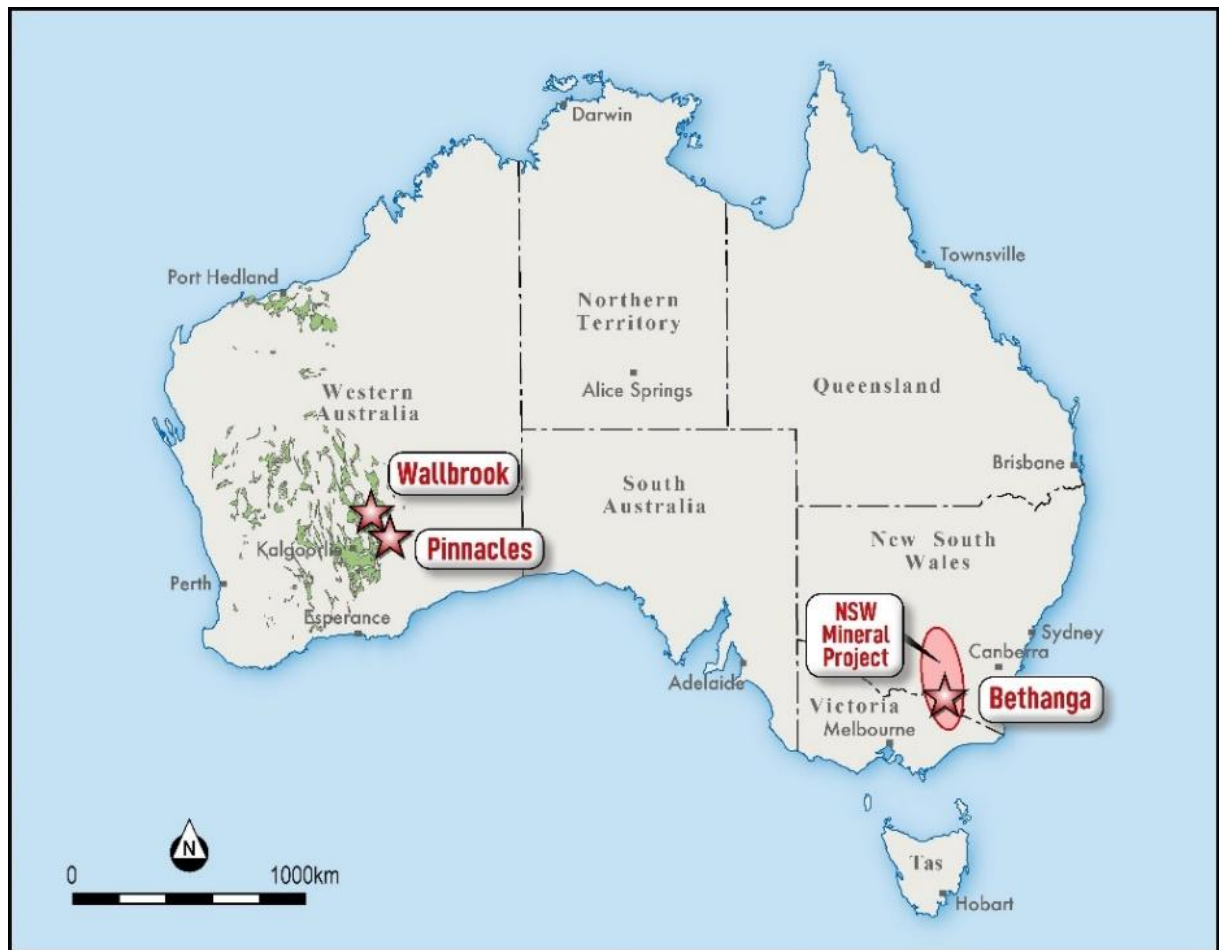 Darwin
Port Hedland
Townsville
Northern
Territory
Alice Springs
Western
Australia
Queensland
Wallbrook
Brisbane
South
Australia
Pinnacles
Kalgoorlie
New South
Wales
Perth
Esperance
NSW
Mineral
Project
Sydney
Canberra
Adelaide
Bethanga
Victoria
Melbourne
N
0 1000km
Tas
Hobart